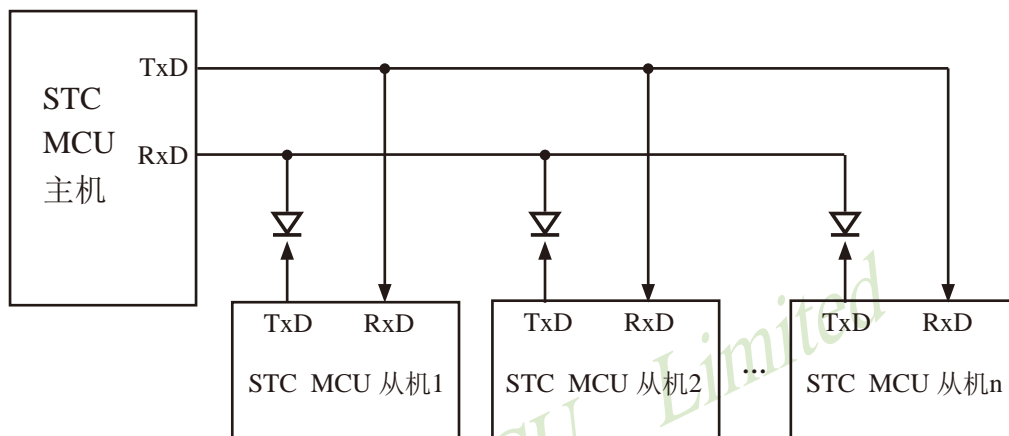 TxD
STC
MCU
RxD
主机
TxD RxD
STC MCU 从机1
TxD RxD
STC MCU 从机2
...
TxD RxD
STC MCU 从机n
MCU Limited